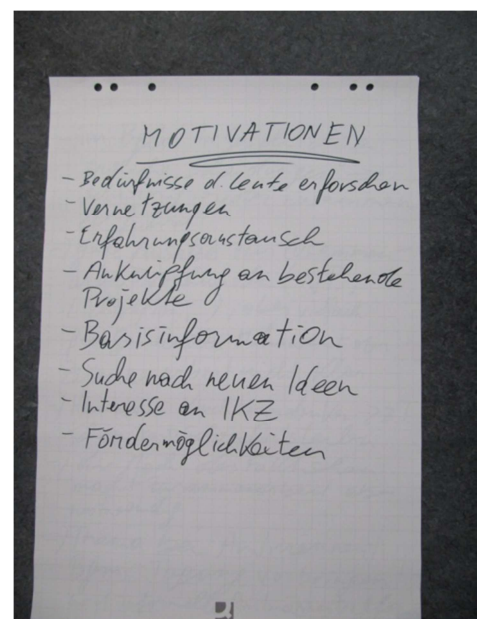 MOTIVATIONEN
- Bedürfnisse d. Leute erforschen
- Vernetzungen
- Erfahrungsaustausch
- Anknüpfung an bestehende
Projekte
- Basisinformation
- Suche nach neuen Ideen
- Interesse an IKZ
- Fördermöglichkeiten